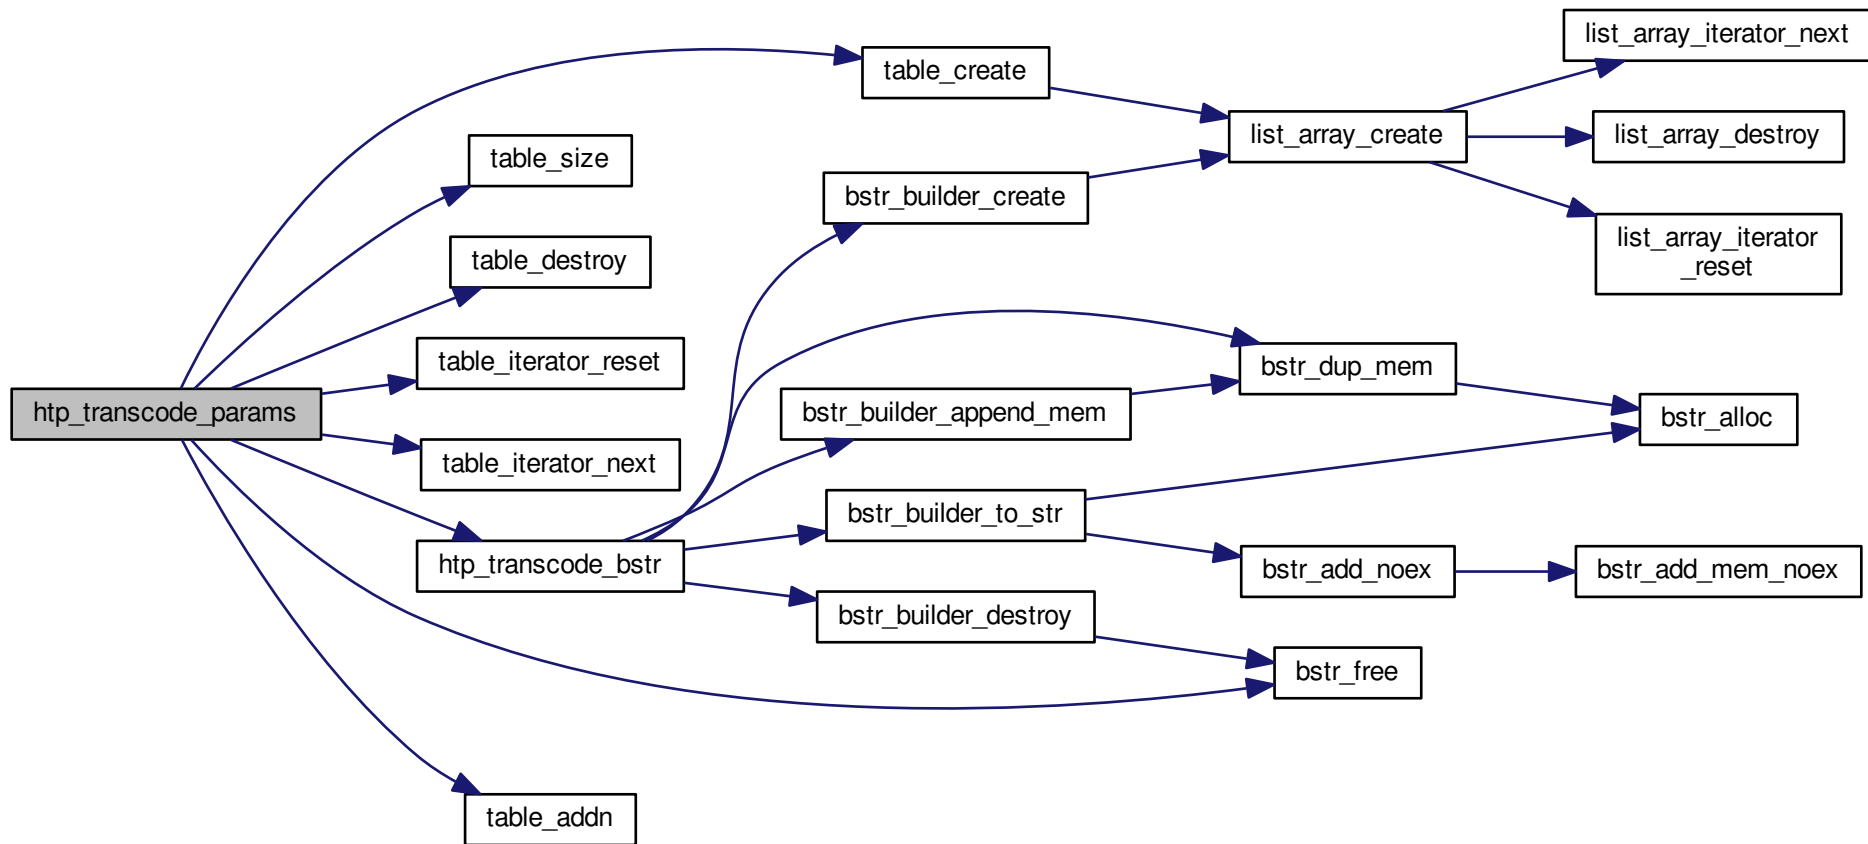 list_array_iterator_next
table_create
list_array_create
list_array_destroy
table_size
bstr_builder_create
list_array_iterator
_reset
table_destroy
table_iterator_reset
bstr_dup_mem
htp_transcode_params
bstr_builder_append_mem
bstr_alloc
table_iterator_next
bstr_builder_to_str
htp_transcode_bstr
bstr_add_noex
bstr_add_mem_noex
bstr_builder_destroy
bstr_free
table_addn